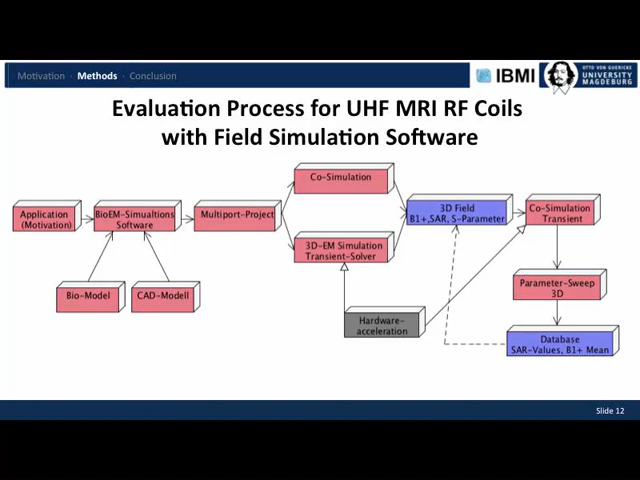 Motivation · Methods · Conclusion
IBMI
OTTO VON GUERICKE
UNIVERSITY
MAGDEBURG
Evaluation Process for UHF MRI RF Coils
with Field Simulation Software
Co-Simulation
Application
(Motivation)
BioEM-Simualtions
Software
Multiport-Project
3D Field
B1+,SAR, S-Parameter
Co-Simulation
Transient
3D-EM Simulation
Transient-Solver
Bio-Model
CAD-Modell
Parameter-Sweep
3D
Hardware-
acceleration
Database
SAR-Values, B1+ Mean
Slide 12